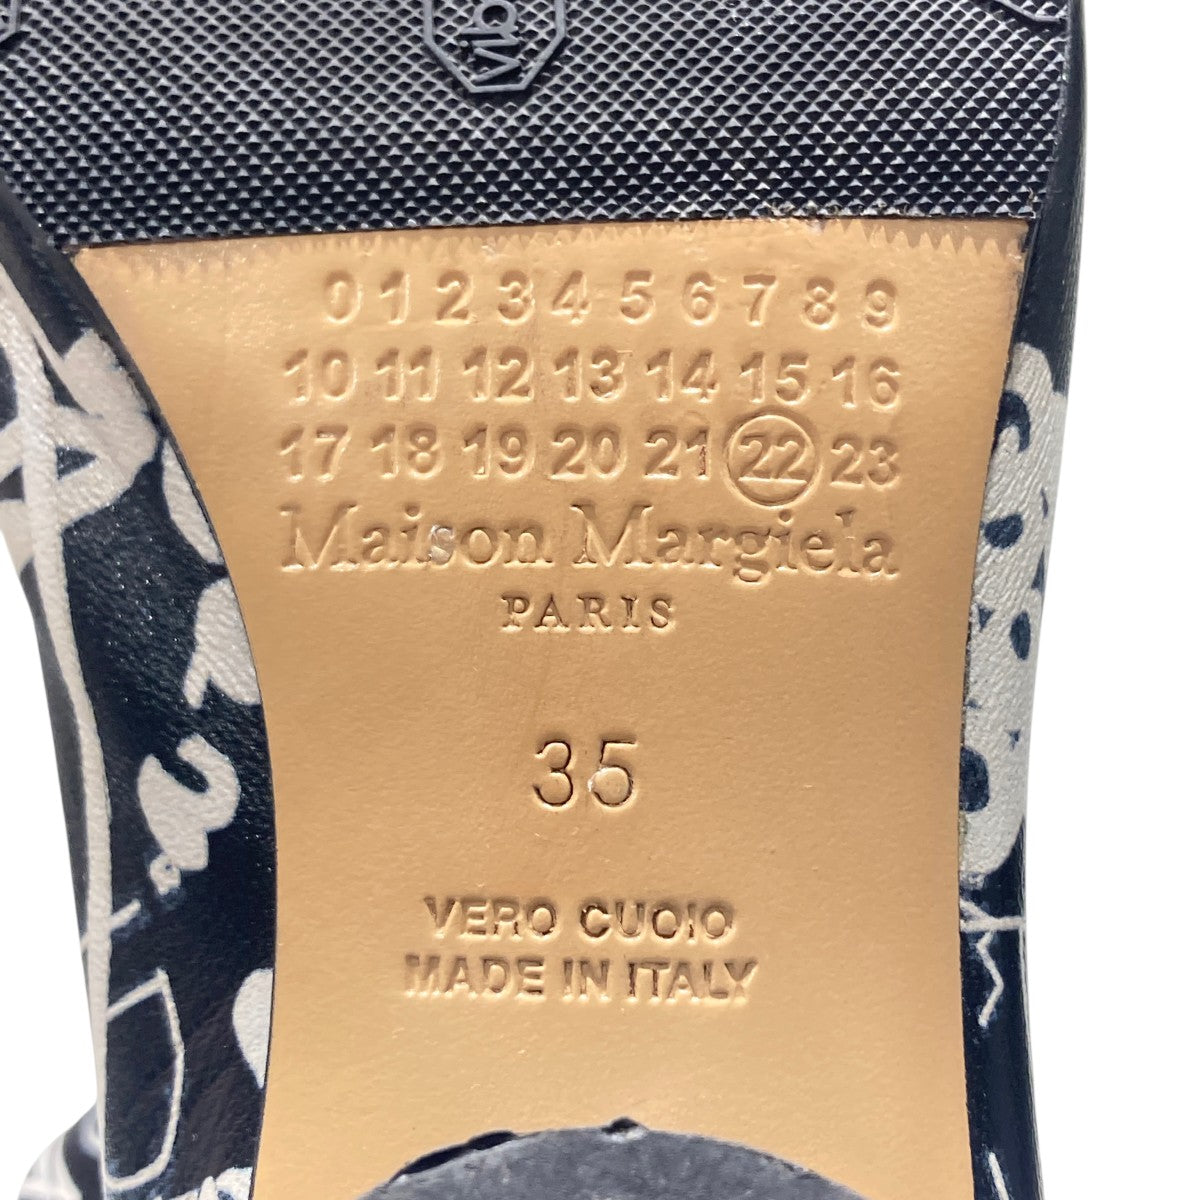 0 1 2 3 4 5 6 7 8 9
10 11 12 13 14 15 16
17 18 19 20 21 22 23
Maison Margiela
PARIS
35
VERO CUOIO
MADE IN ITALY